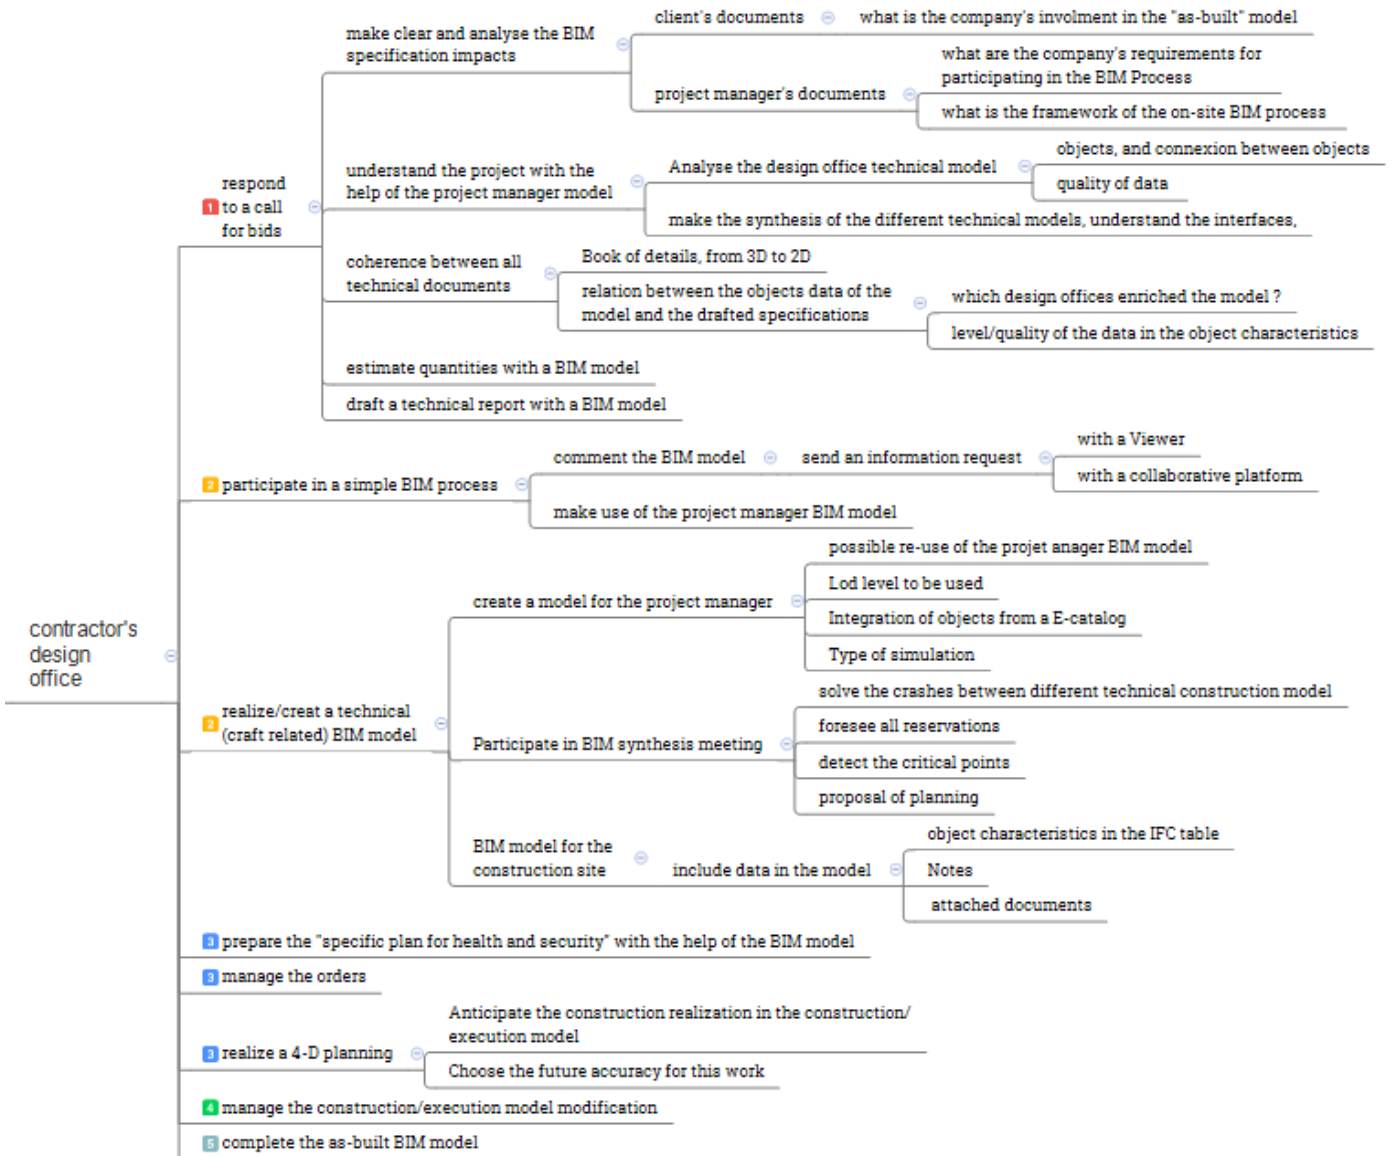 contractor's
design
office
1
respond
to a call
for bids
make clear and analyse the BIM
specification impacts
client's documents
what is the company's involment in the "as-built" model
project manager's documents
what are the company's requirements for
participating in the BIM Process
what is the framework of the on-site BIM process
understand the project with the
help of the project manager model
Analyse the design office technical model
objects, and connexion between objects
quality of data
make the synthesis of the different technical models, understand the interfaces,
coherence between all
technical documents
Book of details, from 3D to 2D
relation between the objects data of the
model and the drafted specifications
which design offices enriched the model ?
level/quality of the data in the object characteristics
estimate quantities with a BIM model
draft a technical report with a BIM model
2 participate in a simple BIM process
comment the BIM model
send an information request
with a Viewer
with a collaborative platform
make use of the project manager BIM model
2
realize/creat a technical
(craft related) BIM model
create a model for the project manager
possible re-use of the projet anager BIM model
Lod level to be used
Integration of objects from a E-catalog
Type of simulation
Participate in BIM synthesis meeting
solve the crashes between different technical construction model
foresee all reservations
detect the critical points
proposal of planning
BIM model for the
construction site
include data in the model
object characteristics in the IFC table
Notes
attached documents
3 prepare the "specific plan for health and security" with the help of the BIM model
3 manage the orders
3 realize a 4-D planning
Anticipate the construction realization in the construction/
execution model
Choose the future accuracy for this work
4 manage the construction/execution model modification
5 complete the as-built BIM model